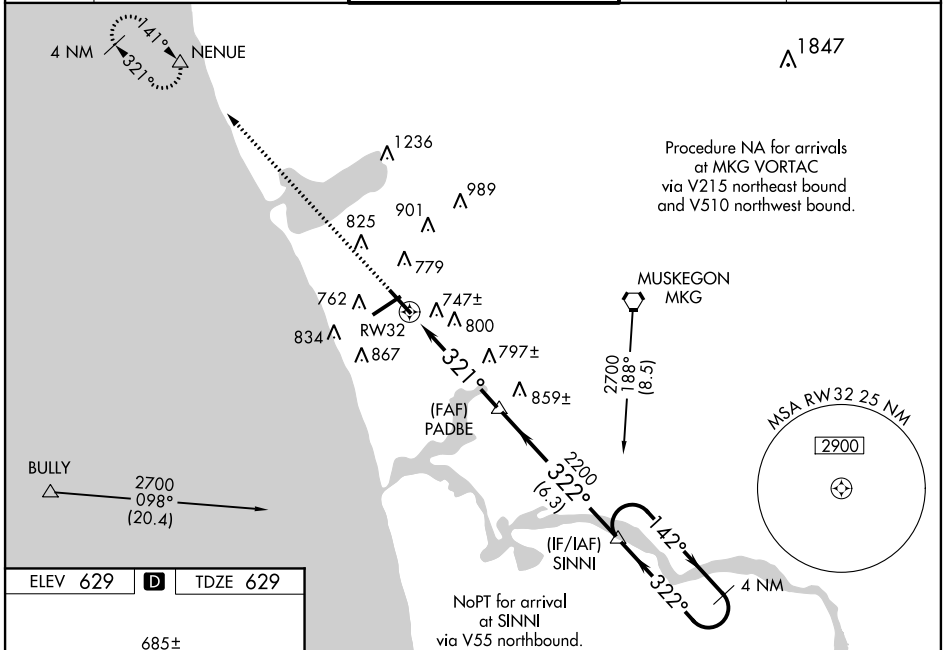 141°
4 NM
321°
NENUE
1847
1236
Procedure NA for arrivals
at MKG VORTAC
via V215 northeast bound
and V510 northwest bound.
989
901
825
779
MUSKEGON
MKG
762
747±
RW32
800
834
867
797±
321°
2700
188°
(8.5)
859±
(FAF)
PADBE
MSA RW32 25 NM
2900
BULLY
2700
098°
(20.4)
2200
322°
(6.3)
142°
(IF/IAF)
SINNI
322°
4 NM
ELEV 629 D TDZE 629
NoPT for arrival
at SINNI
via V55 northbound.
685±